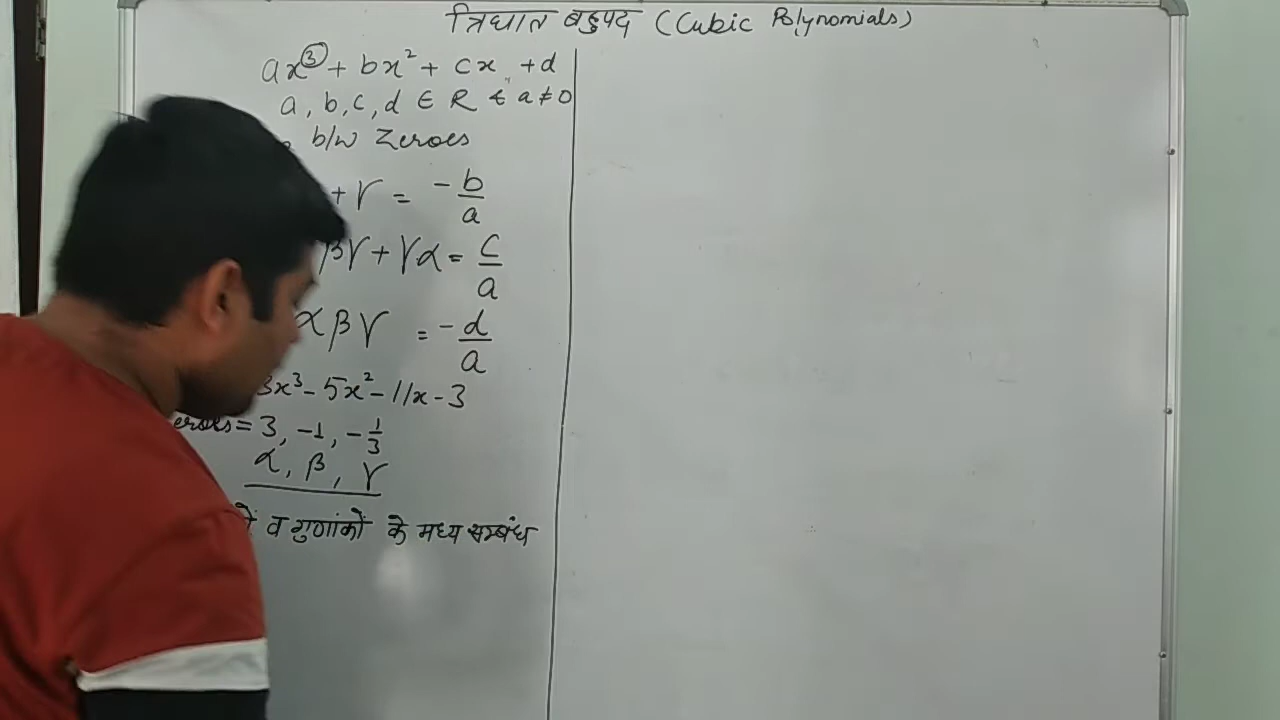 त्रिघात बहुपद (Cubic Polynomials)
ax³ + bx² + cx + d
a, b, c, d ∈ R & a ≠ 0
b/w Zeroes
+ γ = -b/a
βγ + γα = c/a
αβγ = -d/a
3x³ - 5x² - 11x - 3
eroes = 3, -1, -1/3
α, β, γ
व गुणांकों के मध्य सम्बंध